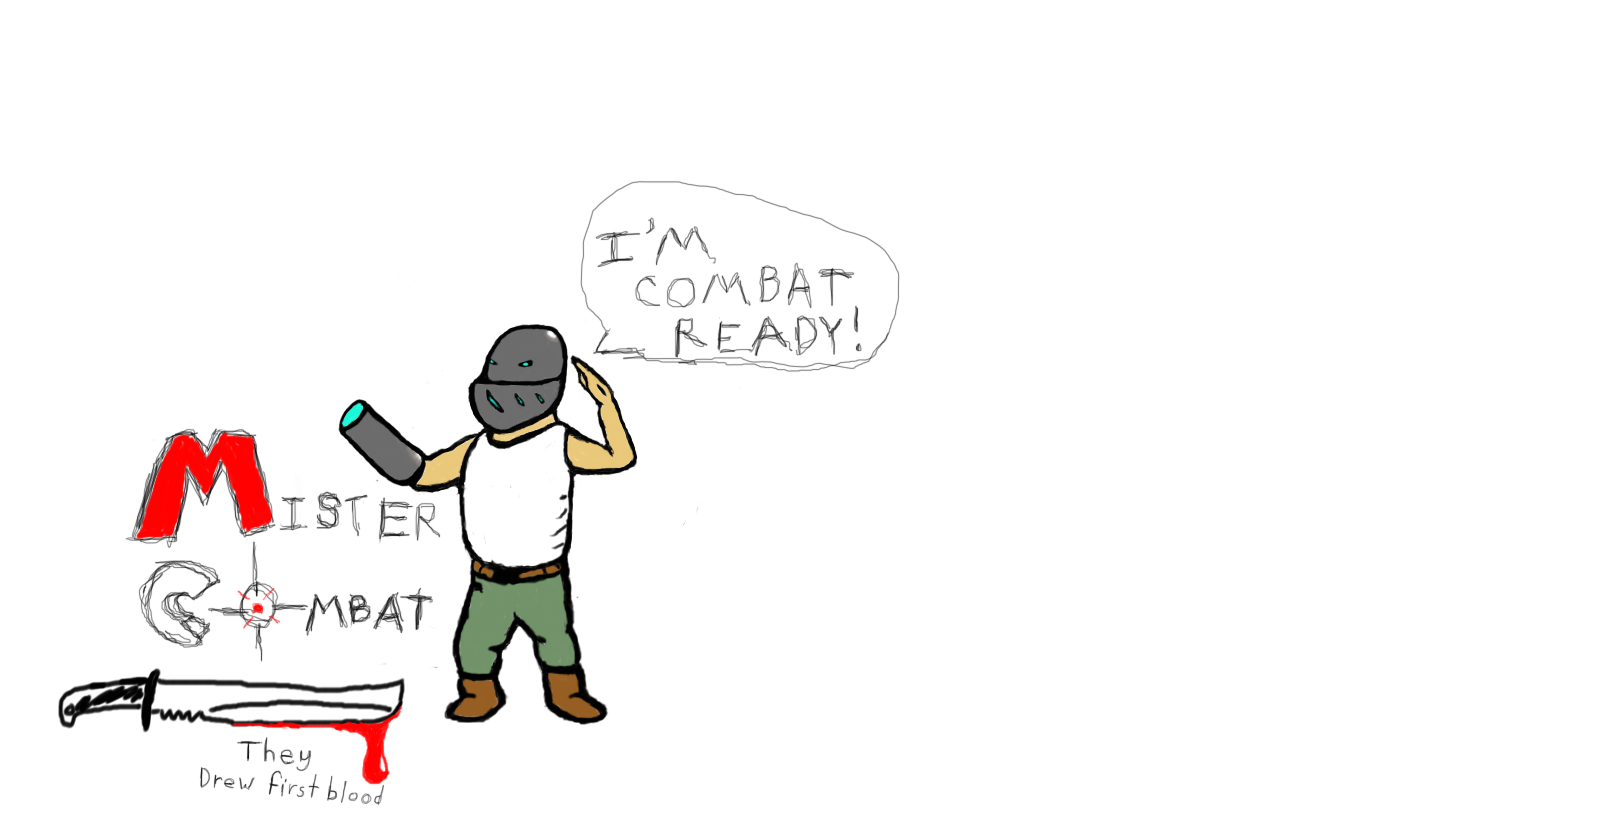 I'M
COMBAT
READY!
MISTER
COMBAT
They
Drew first blood